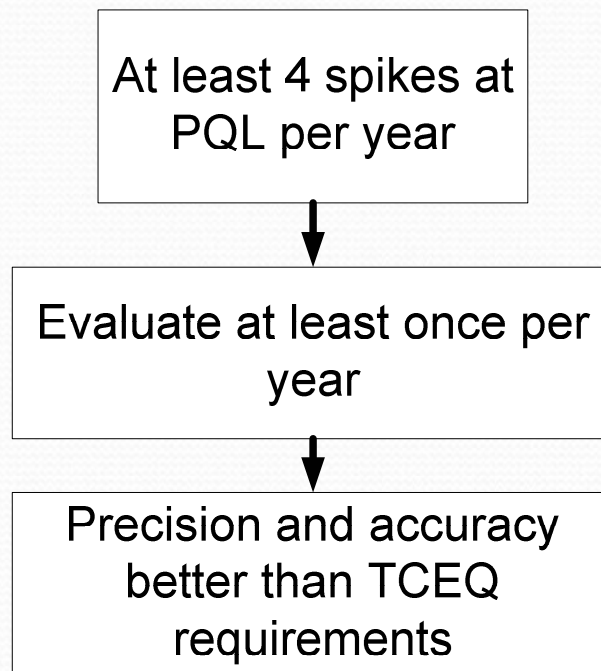 At least 4 spikes at
PQL per year
Evaluate at least once per
year
Precision and accuracy
better than TCEQ
requirements